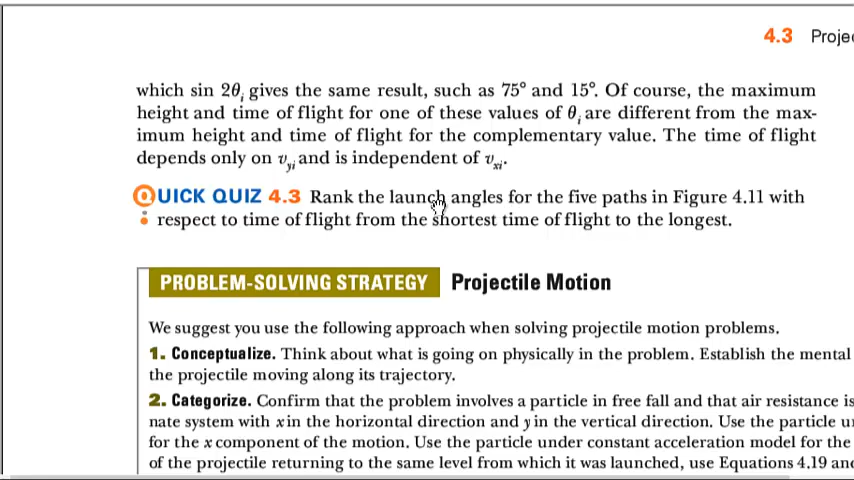 4.3 Proje
which sin 2θi gives the same result, such as 75° and 15°. Of course, the maximum
height and time of flight for one of these values of θi are different from the max-
imum height and time of flight for the complementary value. The time of flight
depends only on vyi and is independent of vxi.
QUICK QUIZ 4.3 Rank the launch angles for the five paths in Figure 4.11 with
respect to time of flight from the shortest time of flight to the longest.
PROBLEM-SOLVING STRATEGY Projectile Motion
We suggest you use the following approach when solving projectile motion problems.
1. Conceptualize. Think about what is going on physically in the problem. Establish the mental
the projectile moving along its trajectory.
2. Categorize. Confirm that the problem involves a particle in free fall and that air resistance is
nate system with x in the horizontal direction and y in the vertical direction. Use the particle u
for the x component of the motion. Use the particle under constant acceleration model for the
of the projectile returning to the same level from which it was launched, use Equations 4.19 and